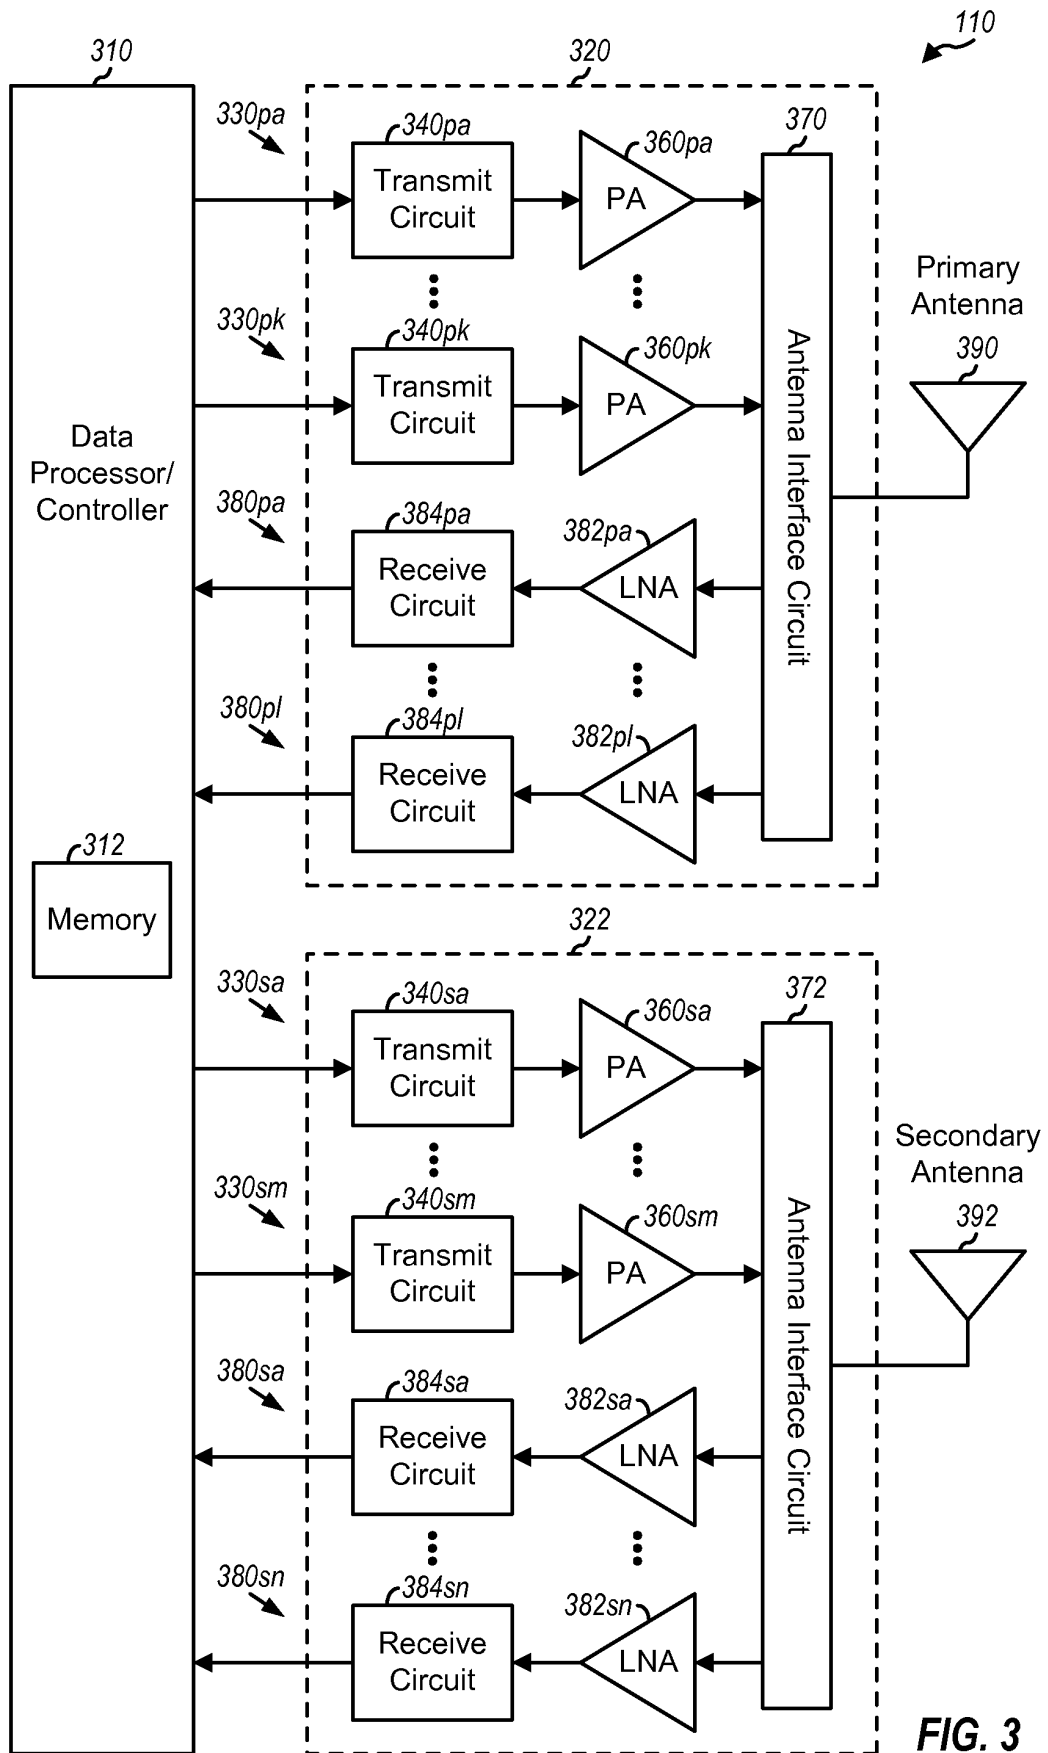 110
310
320
330pa
340pa
360pa
370
Transmit
Circuit
PA
Primary
Antenna
330pk
340pk
360pk
390
Transmit
Circuit
PA
Antenna Interface Circuit
Data
Processor/
Controller
380pa
384pa
382pa
Receive
Circuit
LNA
380pl
384pl
382pl
Receive
Circuit
LNA
312
Memory
322
330sa
340sa
360sa
372
Transmit
Circuit
PA
Secondary
Antenna
330sm
340sm
360sm
392
Transmit
Circuit
PA
Antenna Interface Circuit
380sa
384sa
382sa
Receive
Circuit
LNA
380sn
384sn
382sn
Receive
Circuit
LNA
FIG. 3